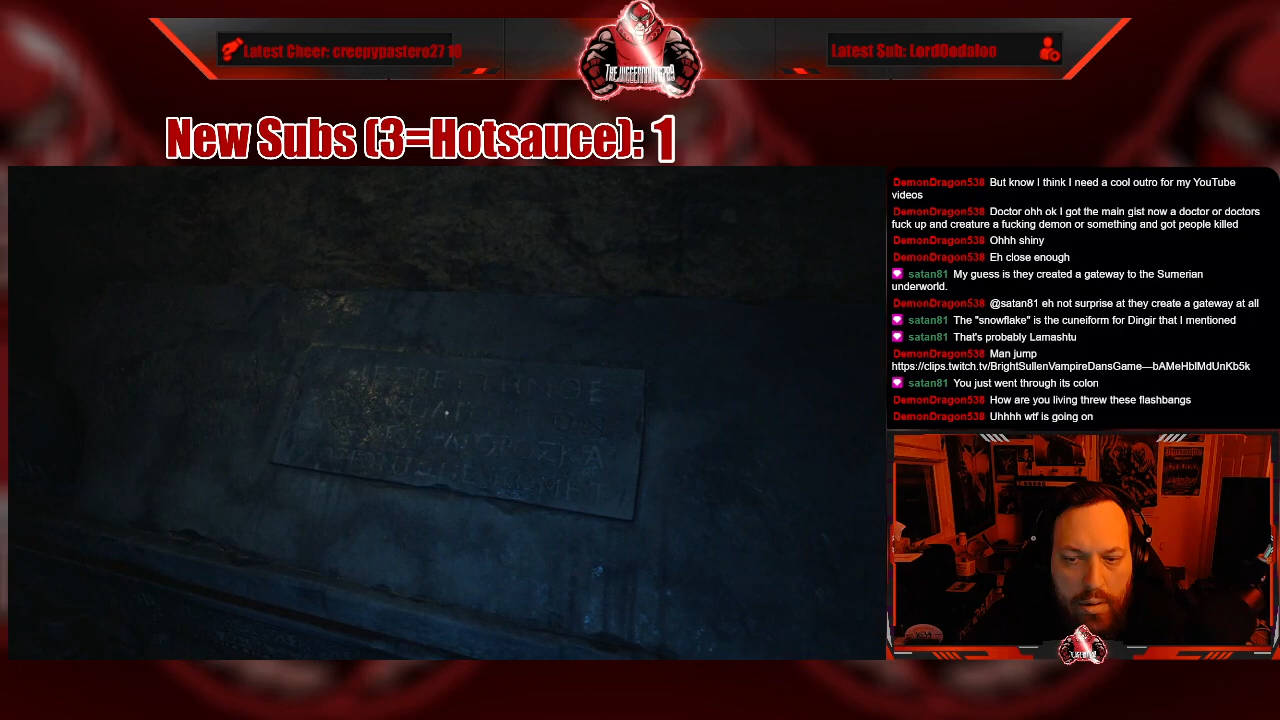 Latest Cheer: creepypastero27 10
Latest Sub: LordOodaloo
New Subs (3=Hotsauce): 1
DemonDragon538 But know I think I need a cool outro for my YouTube
videos
DemonDragon538 Doctor ohh ok I got the main gist now a doctor or doctors
fuck up and creature a fucking demon or something and got people killed
DemonDragon538 Ohhh shiny
DemonDragon538 Eh close enough
satan81 My guess is they created a gateway to the Sumerian
underworld.
DemonDragon538 @satan81 eh not surprise at they create a gateway at all
satan81 The "snowflake" is the cuneiform for Dingir that I mentioned
satan81 That's probably Lamashtu
DemonDragon538 Man jump
https://clips.twitch.tv/BrightSullenVampireDansGame—bAMeHblMdUnKb5k
satan81 You just went through its colon
DemonDragon538 How are you living threw these flashbangs
DemonDragon538 Uhhhh wtf is going on